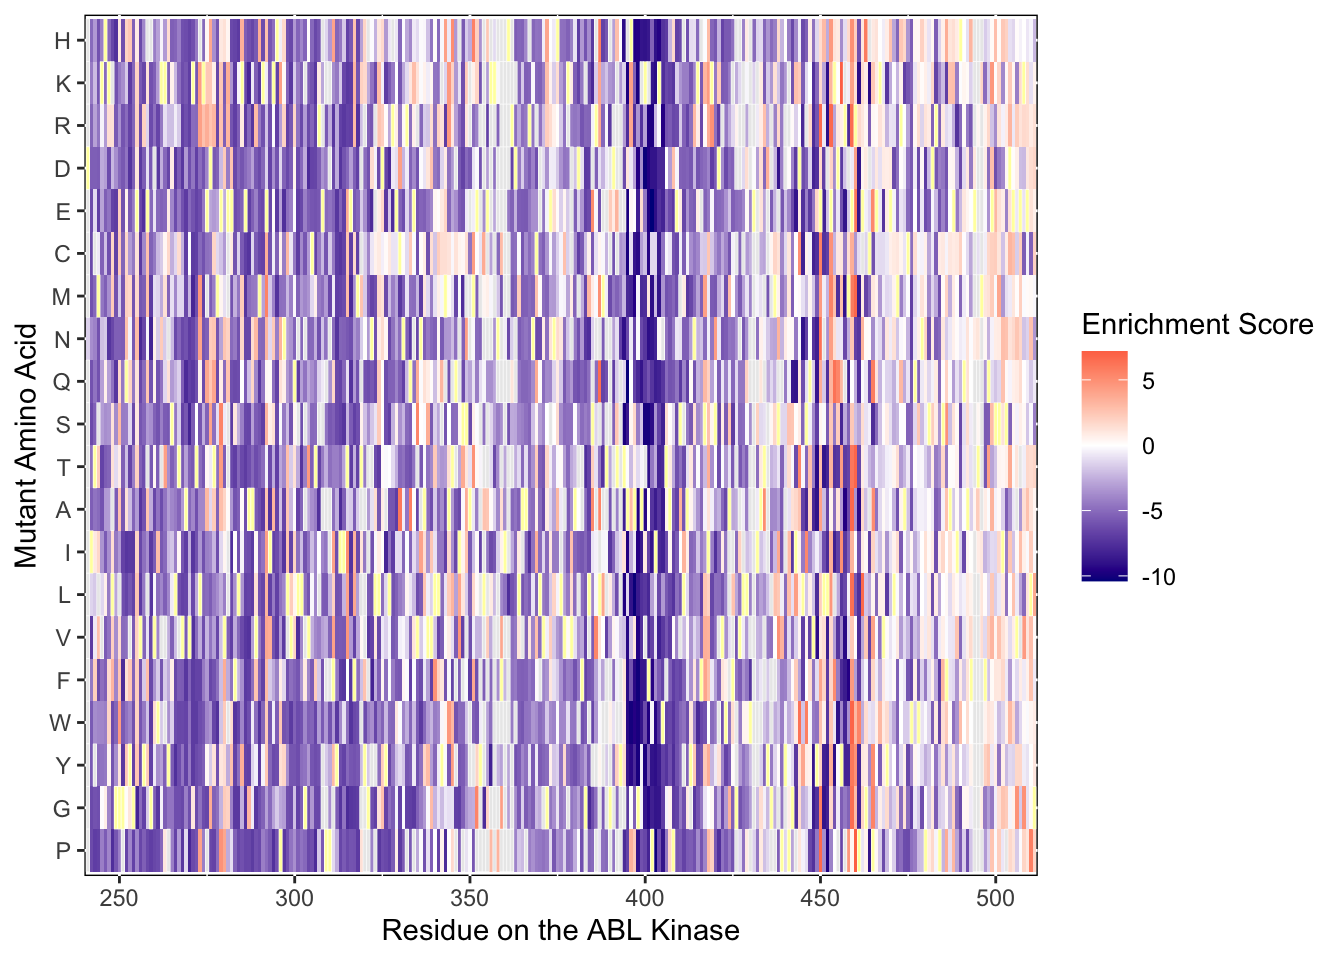 Mutant Amino Acid
H
K
R
D
E
C
M
N
Q
S
T
A
I
L
V
F
W
Y
G
P
250 300 350 400 450 500
Residue on the ABL Kinase
Enrichment Score
5
0
-5
-10